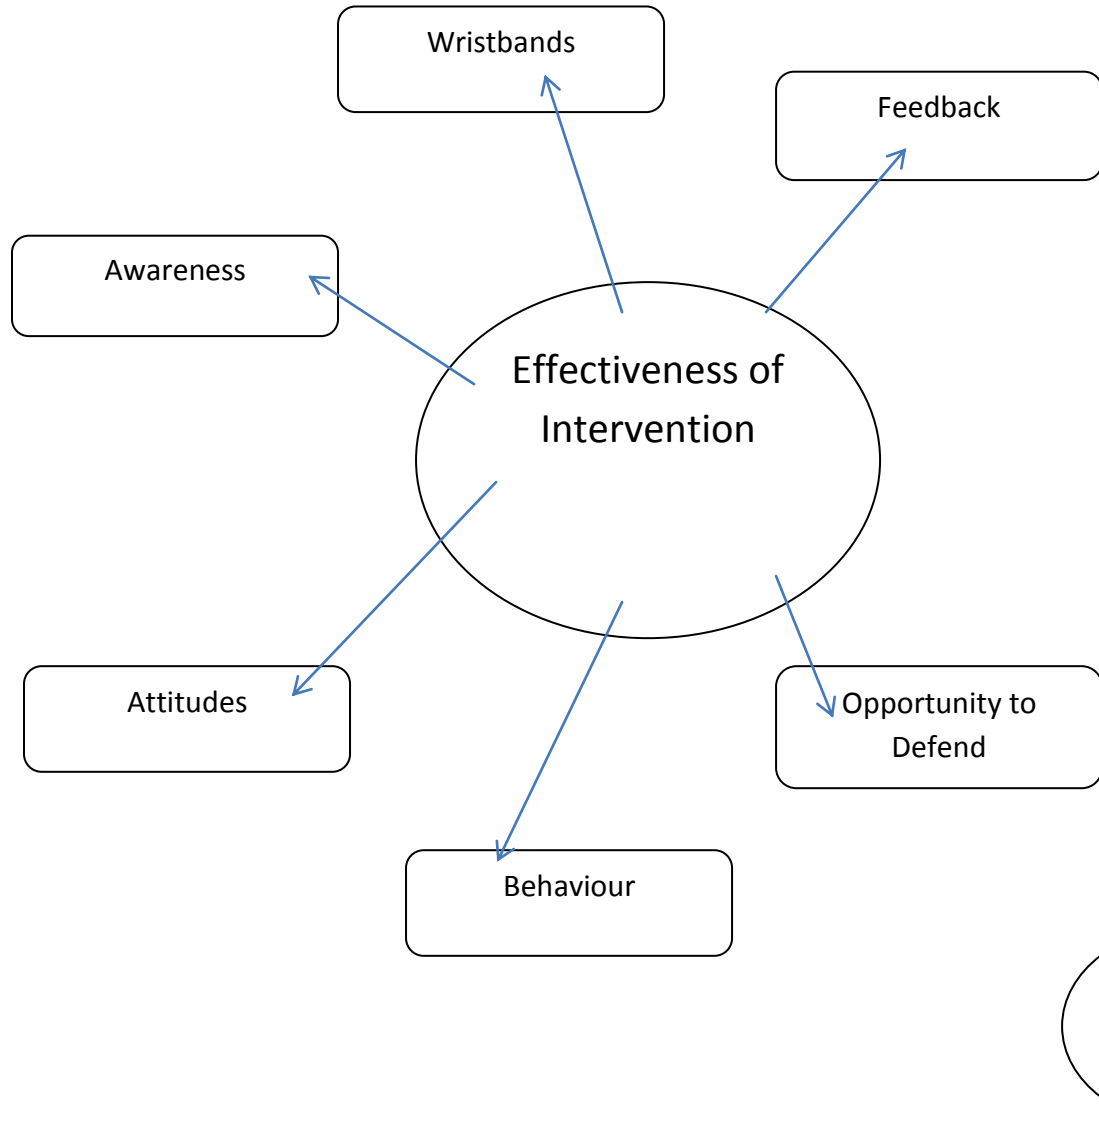 Wristbands
Feedback
Awareness
Effectiveness of
Intervention
Attitudes
Opportunity to
Defend
Behaviour